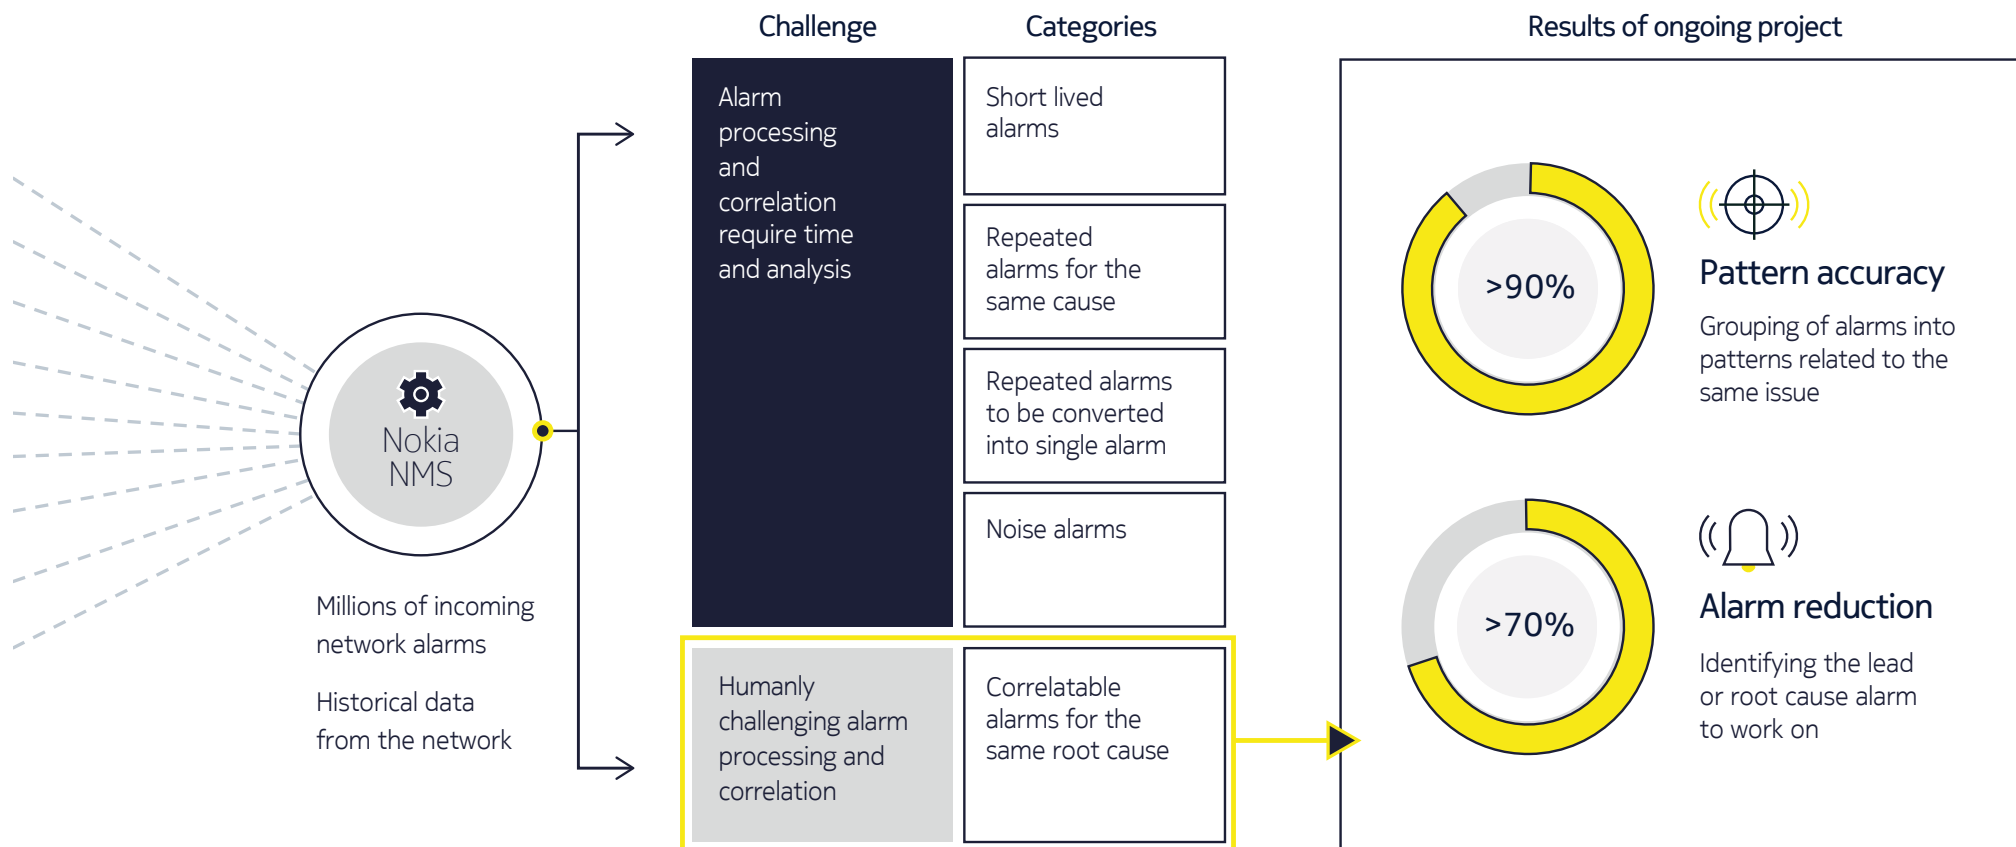 Challenge
Categories
Results of ongoing project
Alarm
processing
and
correlation
require time
and analysis
Short lived
alarms
Repeated
alarms for the
same cause
Repeated alarms
to be converted
into single alarm
Noise alarms
Nokia
NMS
Millions of incoming
network alarms
Historical data
from the network
Humanly
challenging alarm
processing and
correlation
Correlatable
alarms for the
same root cause
>90%
Pattern accuracy
Grouping of alarms into
patterns related to the
same issue
>70%
Alarm reduction
Identifying the lead
or root cause alarm
to work on